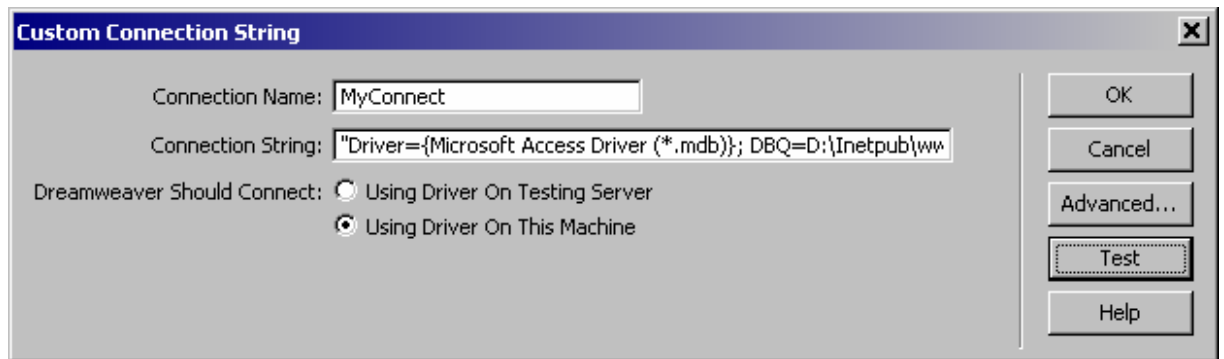 Custom Connection String
Connection Name: MyConnect
Connection String: "Driver={Microsoft Access Driver (*.mdb)}; DBQ=D:\Inetpub\ww
Dreamweaver Should Connect: Using Driver On Testing Server
Using Driver On This Machine
OK
Cancel
Advanced...
Test
Help